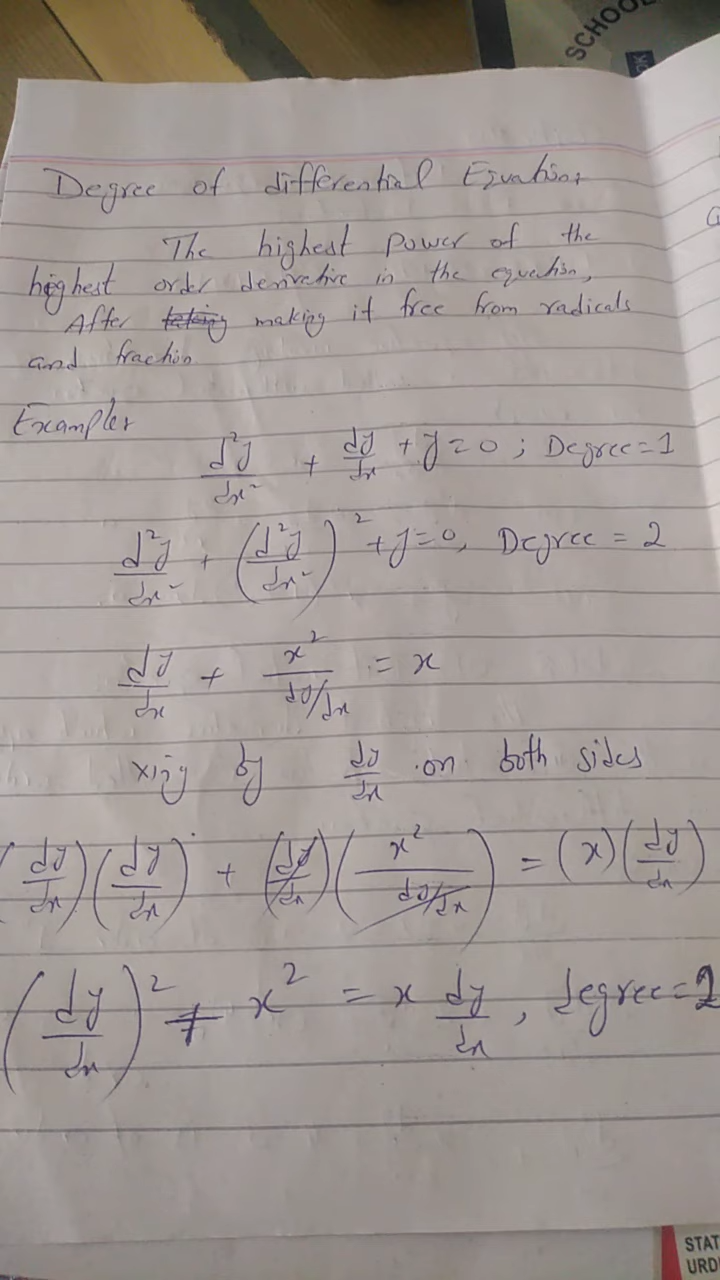 SCHOO
Degree of differential Equations
The highest power of the
highest order derivative in the equation,
After taking making it free from radicals
and fraction
Examples
d²y/dx² + dy/dx + y = 0 ; Degree = 1
d²y/dx² + (d²y/dx²)² + y = 0, Degree = 2
dy/dx + x²/(dy/dx) = x
xing by dy/dx on both sides
(dy/dx)(dy/dx) + (dy/dx)(x²/(dy/dx)) = (x)(dy/dx)
(dy/dx)² + x² = x dy/dx, degree = 2
STAT
URD